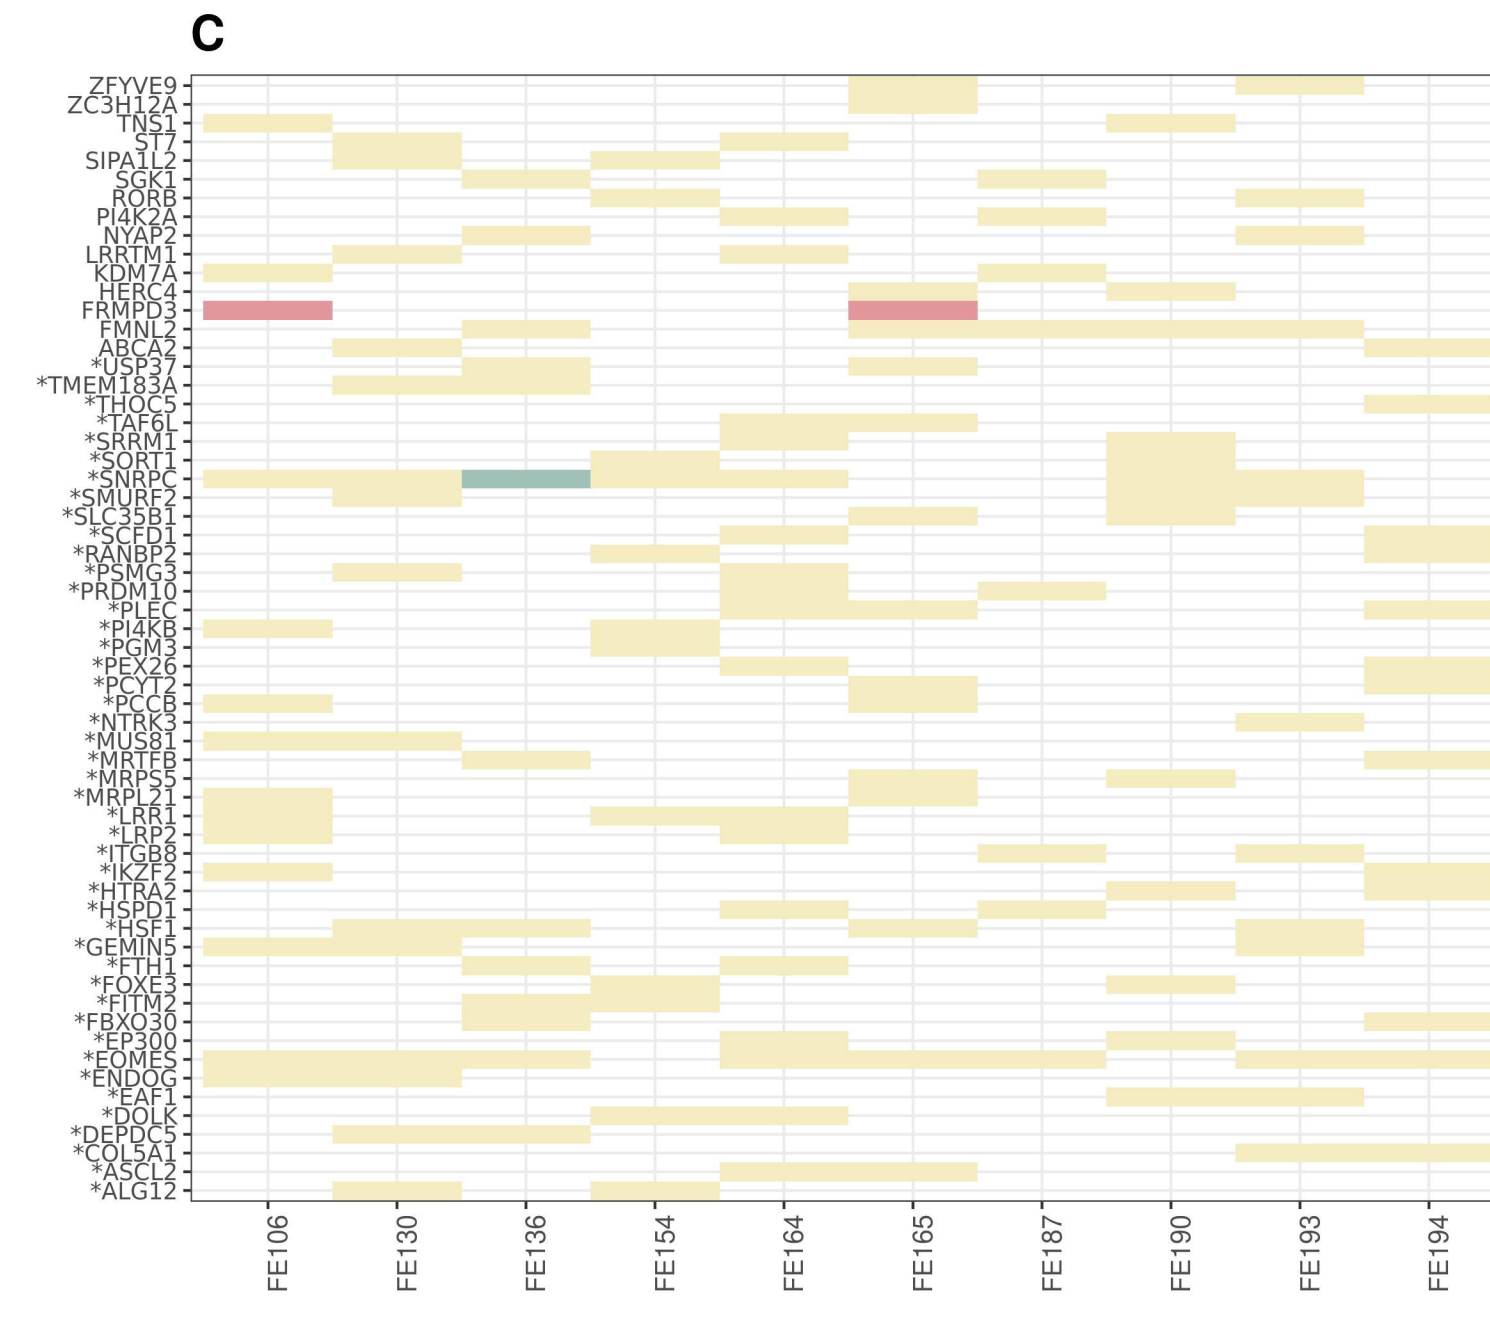 C
ZFYVE9
ZC3H12A
TNS1
ST7
SIPA1L2
SGK1
RORB
PI4K2A
NYAP2
LRRTM1
KDM7A
HERC4
FRMPD3
FMNL2
ABCA2
*USP37
*TMEM183A
*THOC5
*TAF6L
*SRRM1
*SORT1
*SNRPC
*SMURF2
*SLC35B1
*SCFD1
*RANBP2
*PSMG3
*PRDM10
*PLEC
*PI4KB
*PGM3
*PEX26
*PCYT2
*PCCB
*NTRK3
*MUS81
*MRTFB
*MRPS5
*MRPL21
*LRR1
*LRP2
*ITGB8
*IKZF2
*HTRA2
*HSPD1
*HSF1
*GEMIN5
*FTH1
*FOXE3
*FITM2
*FBXO30
*EP300
*EOMES
*ENDOG
*EAF1
*DOLK
*DEPDC5
*COL5A1
*ASCL2
*ALG12
FE106
FE130
FE136
FE154
FE164
FE165
FE187
FE190
FE193
FE194